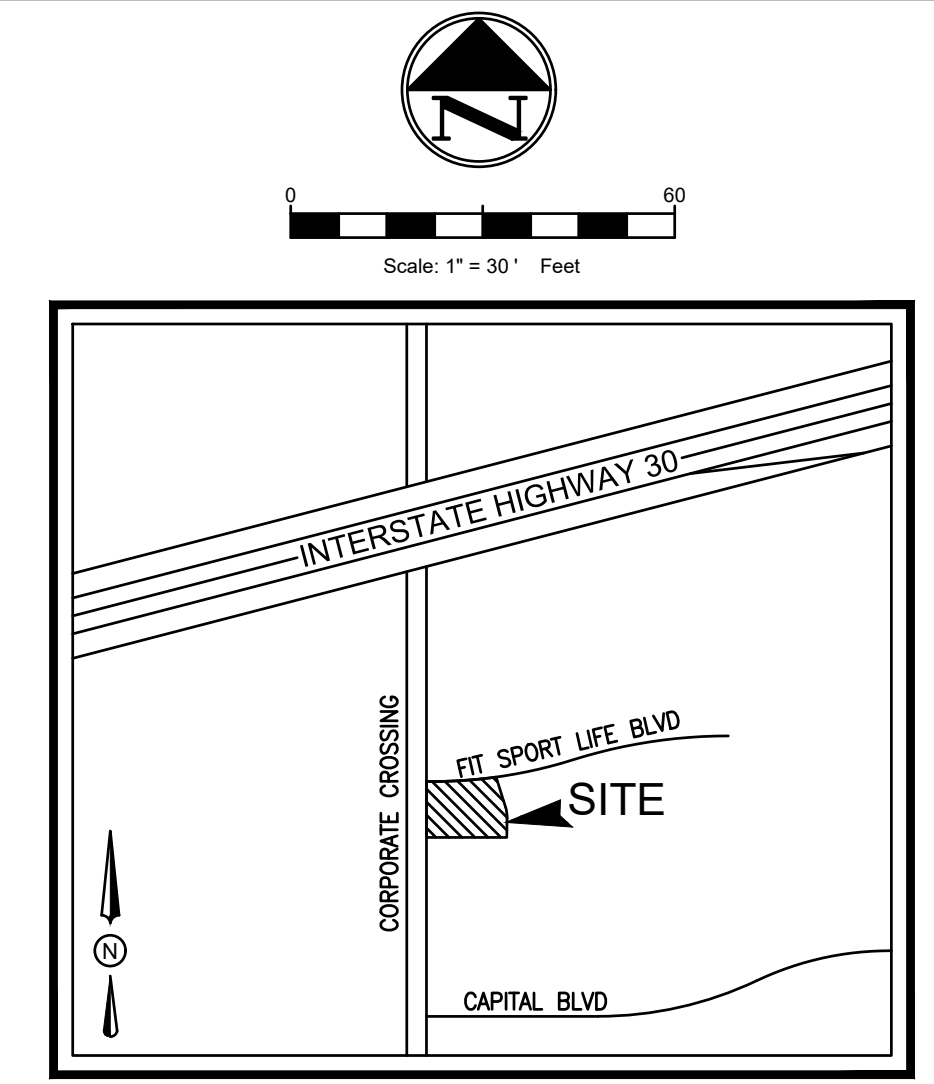 N
0 60
Scale: 1" = 30 ' Feet
INTERSTATE HIGHWAY 30
CORPORATE CROSSING
FIT SPORT LIFE BLVD
SITE
N
CAPITAL BLVD